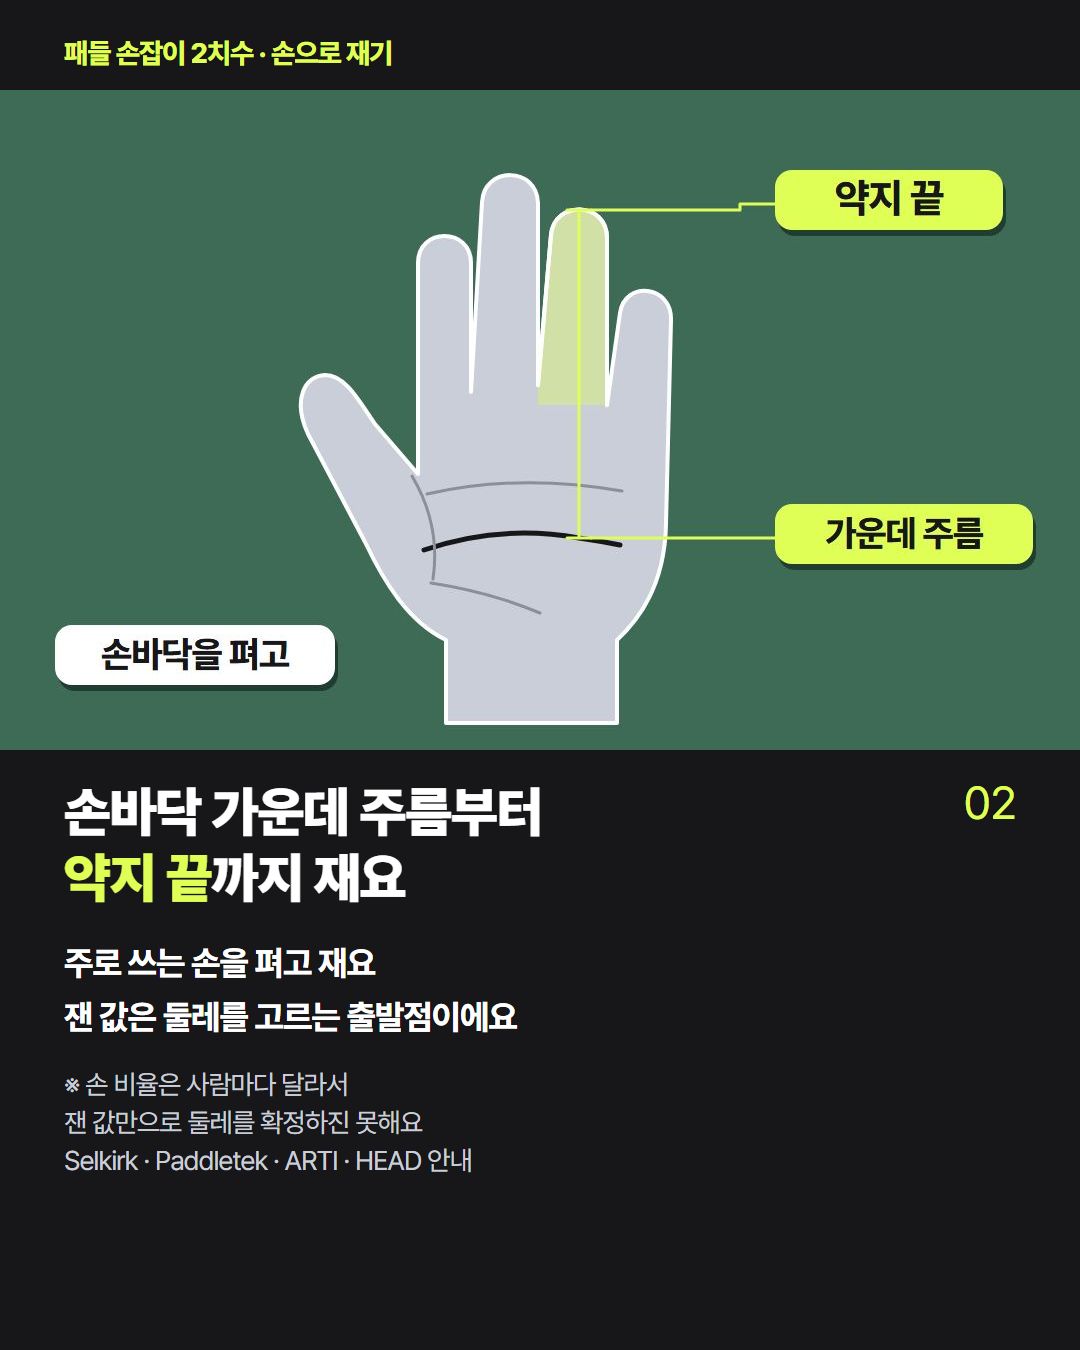 패들 손잡이 2치수 · 손으로 재기
약지 끝
가운데 주름
손바닥을 펴고
손바닥 가운데 주름부터
02
약지 끝까지 재요
주로 쓰는 손을 펴고 재요
잰 값은 둘레를 고르는 출발점이에요
※ 손 비율은 사람마다 달라서
잰 값만으로 둘레를 확정하진 못해요
Selkirk · Paddletek · ARTI · HEAD 안내